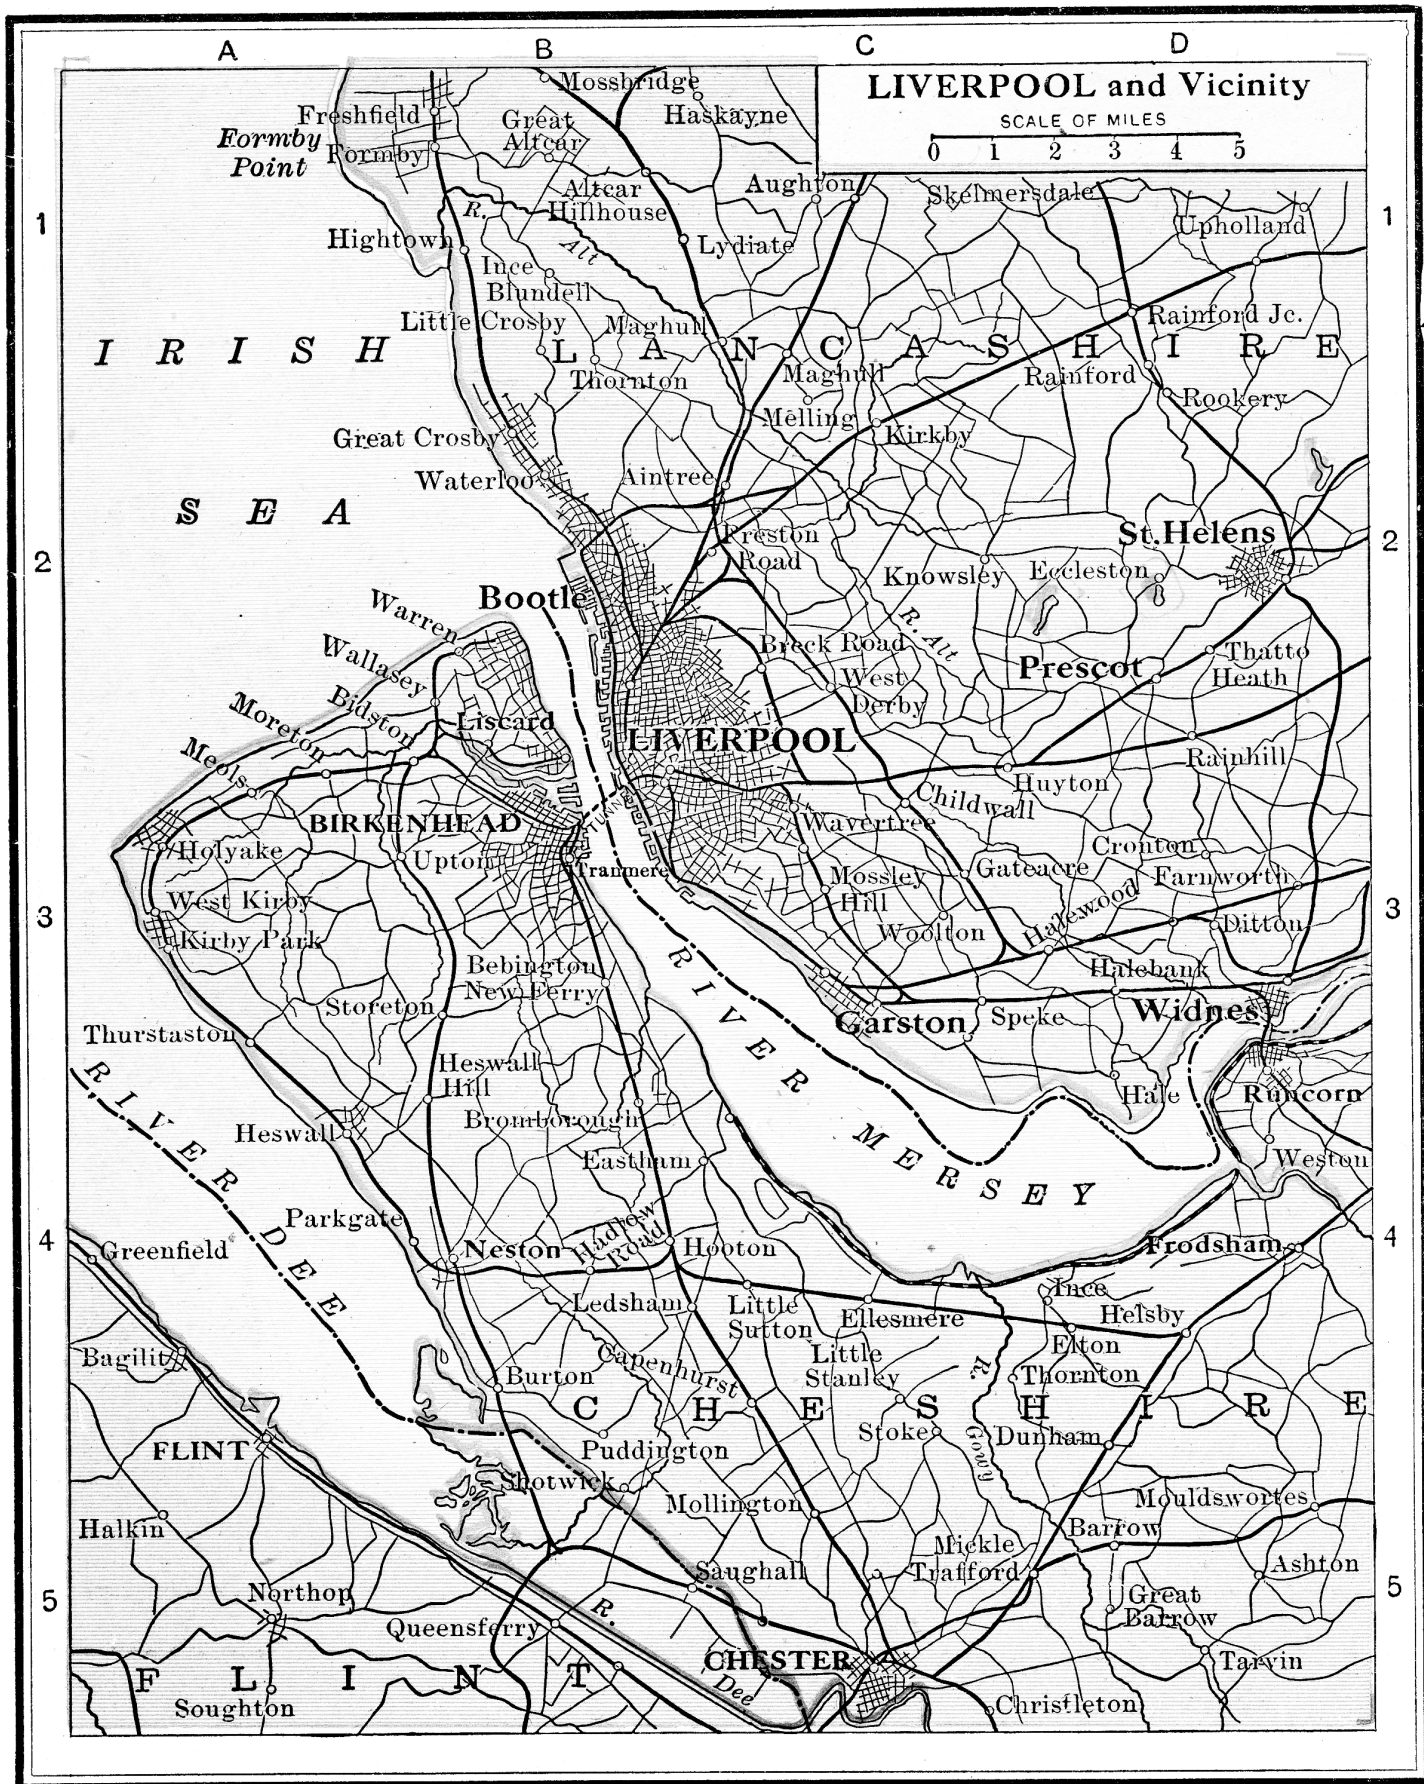 A
B
C
D
LIVERPOOL and Vicinity
SCALE OF MILES
0 1 2 3 4 5
Mossbridge
Haskayne
Freshfield
Great
Altcar
Formby
Point
Formby
Altcar
Hillhouse
Aughton
Skelmersdale
Upholland
1
1
R.
Alt
Hightown
Lydiate
Ince
Blundell
Little Crosby
Maghull
Rainford Jc.
IRISH
LANCASHIRE
Thornton
Maghull
Rainford
Rookery
Melling
Great Crosby
Kirkby
Waterloo
Aintree
SEA
Preston
Road
St.Helens
2
2
Knowsley
Eccleston
Bootle
Warren
R. Alt
Breck Road
Wallasey
Prescot
Thatto
Heath
West
Derby
Bidston
Moreton
Liscard
LIVERPOOL
Meols
Rainhill
Huyton
Childwall
TUNNEL
BIRKENHEAD
Wavertree
Holyake
Upton
Tranmere
Cronton
Mossley
Hill
Gateacre
Farnworth
West Kirby
3
3
Halewood
Woolton
Ditton
Kirby Park
Bebington
New Ferry
Halebank
Storeton
Garston
Speke
Widnes
Thurstaston
RIVER MERSEY
Heswall
Hill
Hale
Runcorn
RIVER DEE
Bromborough
Heswall
Eastham
Weston
Parkgate
4
4
Greenfield
Neston
Hadlow
Road
Hooton
Frodsham
Ince
Ledsham
Little
Sutton
Ellesmere
Helsby
Elton
Bagilit
Capenhurst
Little
Stanley
R.
Gowy
Thornton
Burton
CHESHIRE
FLINT
Puddington
Stoke
Dunham
Shotwick
Mollington
Mouldswortes
Halkin
Barrow
Mickle
Trafford
Saughall
Ashton
5
5
Northop
Great
Barrow
Queensferry
R.
Dee
CHESTER
Tarvin
FLINT
Soughton
Christleton